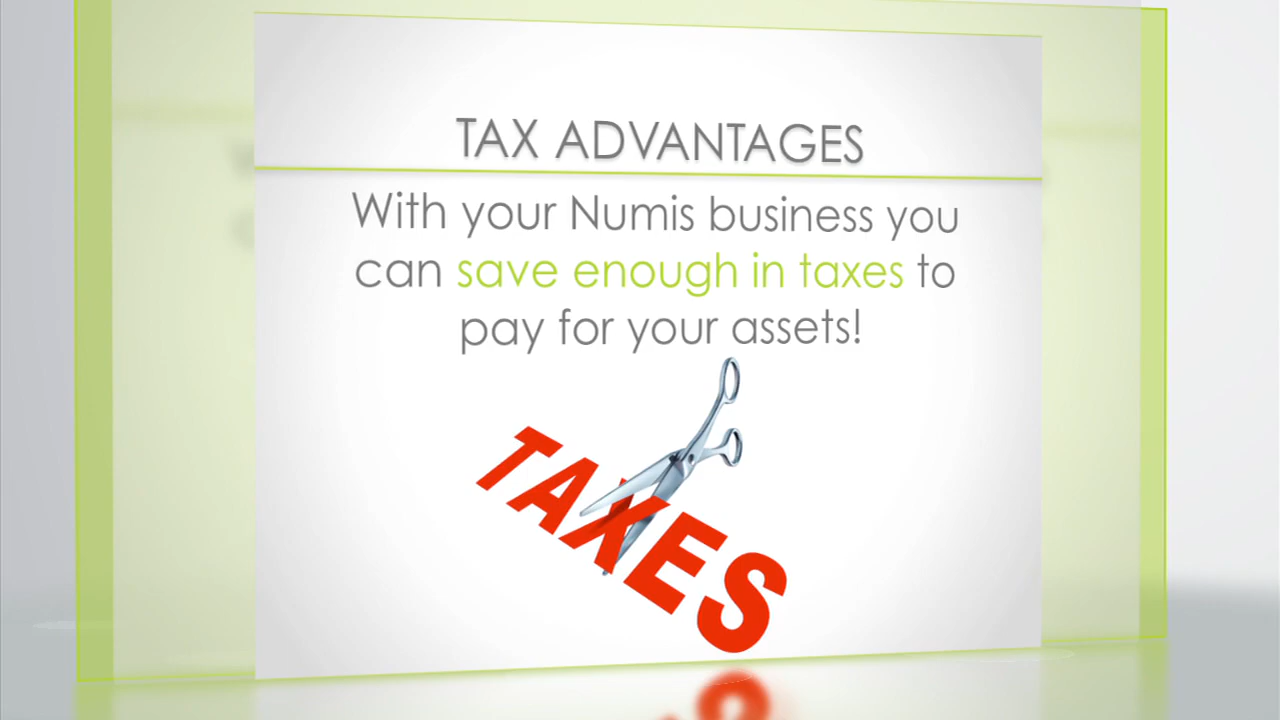 TAX ADVANTAGES
With your Numis business you
can save enough in taxes to
pay for your assets!
TAXES